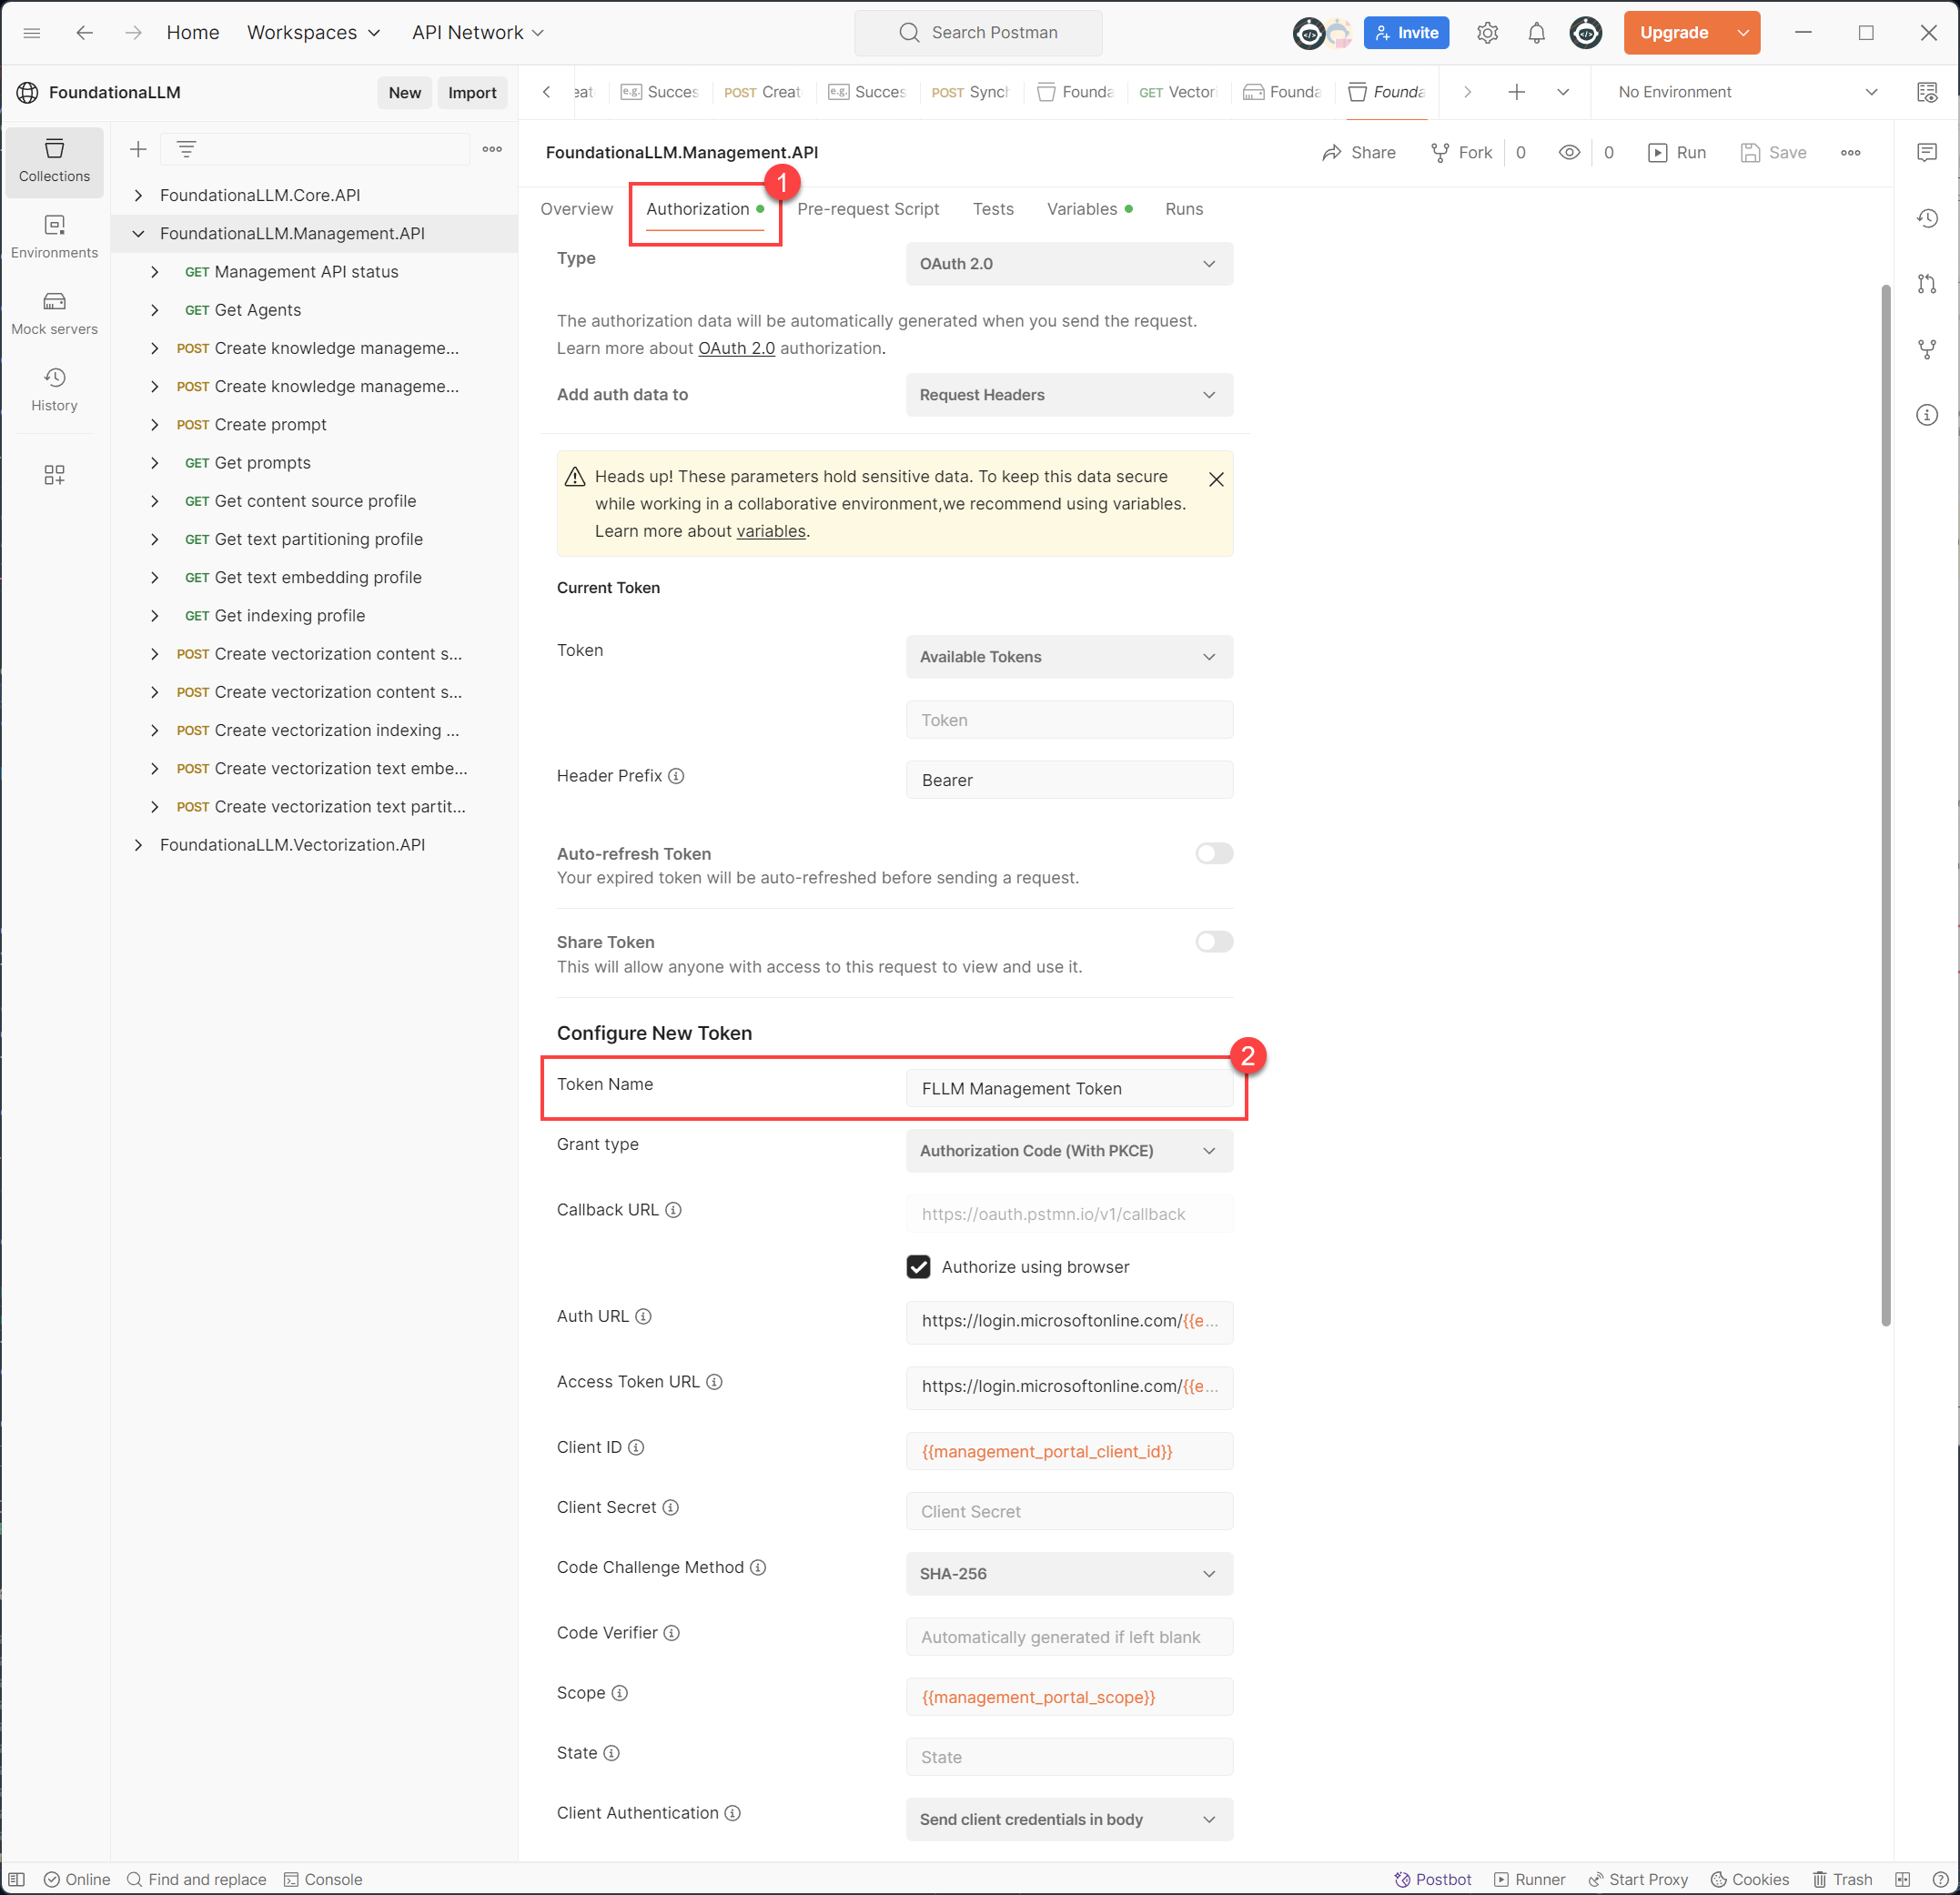 Home Workspaces API Network Search Postman Invite Upgrade
FoundationaLLM New Import
eat e.g. Succes POST Creat e.g. Succes POST Synch Founda GET Vector Founda Founda No Environment
Collections
Environments
Mock servers
History
FoundationaLLM.Core.API
FoundationaLLM.Management.API
GET Management API status
GET Get Agents
POST Create knowledge manageme...
POST Create knowledge manageme...
POST Create prompt
GET Get prompts
GET Get content source profile
GET Get text partitioning profile
GET Get text embedding profile
GET Get indexing profile
POST Create vectorization content s...
POST Create vectorization content s...
POST Create vectorization indexing ...
POST Create vectorization text embe...
POST Create vectorization text partit...
FoundationaLLM.Vectorization.API
FoundationaLLM.Management.API Share Fork 0 0 Run Save
1
Overview Authorization Pre-request Script Tests Variables Runs
Type OAuth 2.0
The authorization data will be automatically generated when you send the request.
Learn more about OAuth 2.0 authorization.
Add auth data to Request Headers
Heads up! These parameters hold sensitive data. To keep this data secure
while working in a collaborative environment,we recommend using variables.
Learn more about variables.
Current Token
Token Available Tokens
Token
Header Prefix Bearer
Auto-refresh Token
Your expired token will be auto-refreshed before sending a request.
Share Token
This will allow anyone with access to this request to view and use it.
Configure New Token
2
Token Name FLLM Management Token
Grant type Authorization Code (With PKCE)
Callback URL https://oauth.pstmn.io/v1/callback
Authorize using browser
Auth URL https://login.microsoftonline.com/{{e...
Access Token URL https://login.microsoftonline.com/{{e...
Client ID {{management_portal_client_id}}
Client Secret Client Secret
Code Challenge Method SHA-256
Code Verifier Automatically generated if left blank
Scope {{management_portal_scope}}
State State
Client Authentication Send client credentials in body
Online Find and replace Console Postbot Runner Start Proxy Cookies Trash